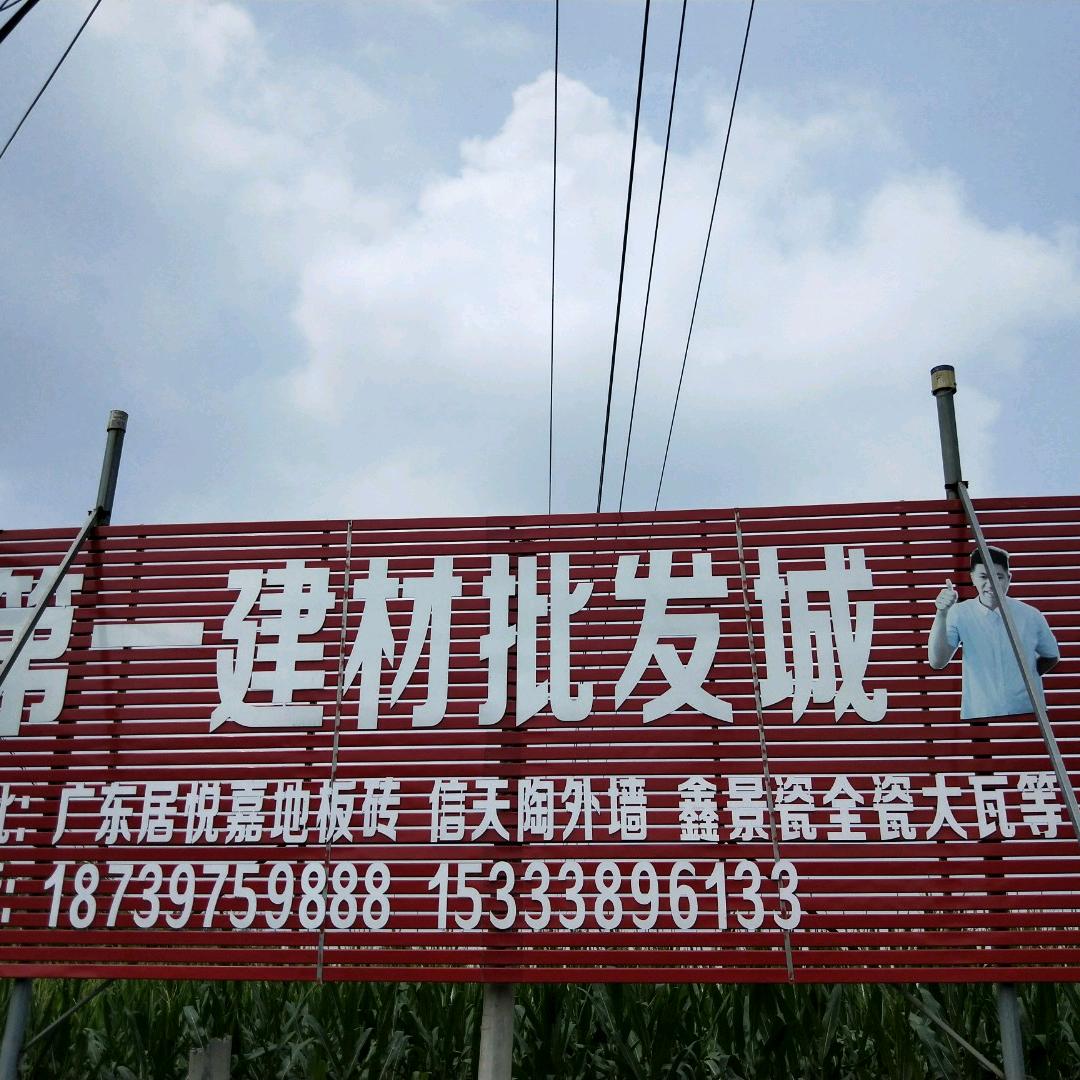 第一建材批发城
批: 广东居悦嘉地板砖 信天陶外墙 鑫景瓷全瓷大瓦等
: 18739759888 15333896133